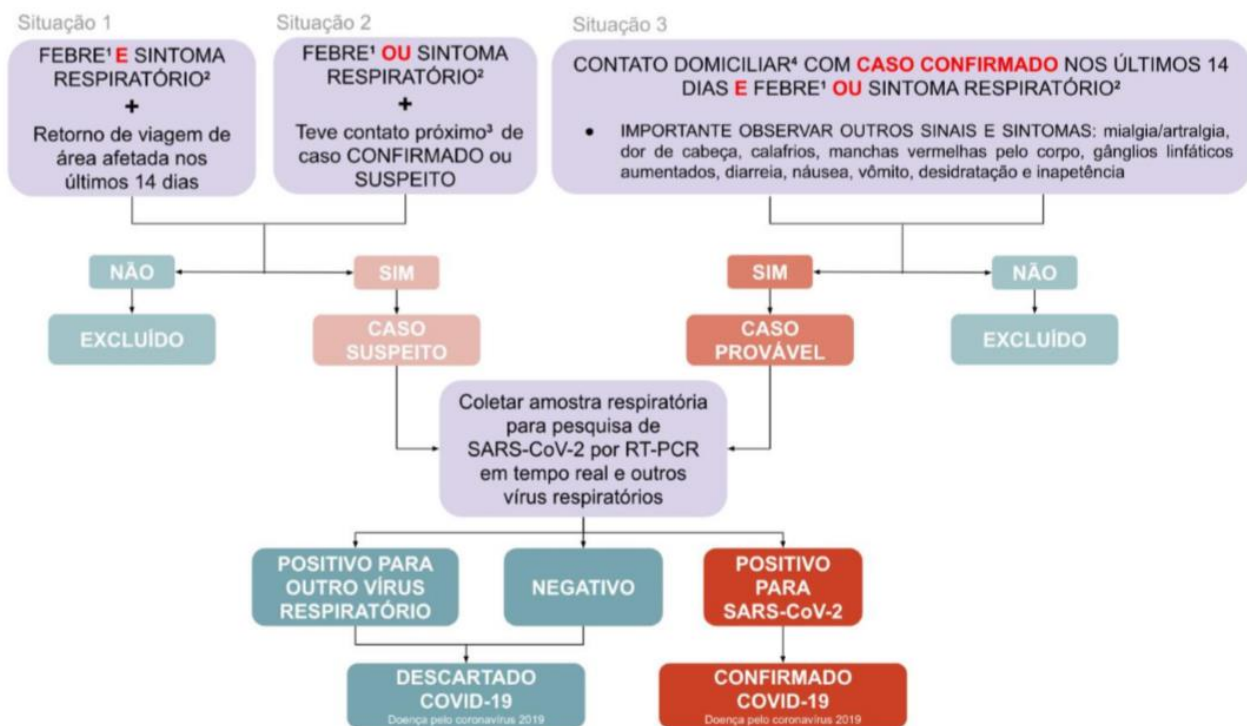 Situação 1
FEBRE¹ E SINTOMA
RESPIRATÓRIO²
+
Retorno de viagem de
área afetada nos
últimos 14 dias
Situação 2
FEBRE¹ OU SINTOMA
RESPIRATÓRIO²
+
Teve contato próximo³ de
caso CONFIRMADO ou
SUSPEITO
Situação 3
CONTATO DOMICILIAR⁴ COM CASO CONFIRMADO NOS ÚLTIMOS 14
DIAS E FEBRE¹ OU SINTOMA RESPIRATÓRIO²
● IMPORTANTE OBSERVAR OUTROS SINAIS E SINTOMAS: mialgia/artralgia,
dor de cabeça, calafrios, manchas vermelhas pelo corpo, gânglios linfáticos
aumentados, diarreia, náusea, vômito, desidratação e inapetência
NÃO
SIM
SIM
NÃO
EXCLUÍDO
CASO
SUSPEITO
CASO
PROVÁVEL
EXCLUÍDO
Coletar amostra respiratória
para pesquisa de
SARS-CoV-2 por RT-PCR
em tempo real e outros
vírus respiratórios
POSITIVO PARA
OUTRO VÍRUS
RESPIRATÓRIO
NEGATIVO
POSITIVO
PARA
SARS-CoV-2
DESCARTADO
COVID-19
Doença pelo coronavírus 2019
CONFIRMADO
COVID-19
Doença pelo coronavírus 2019